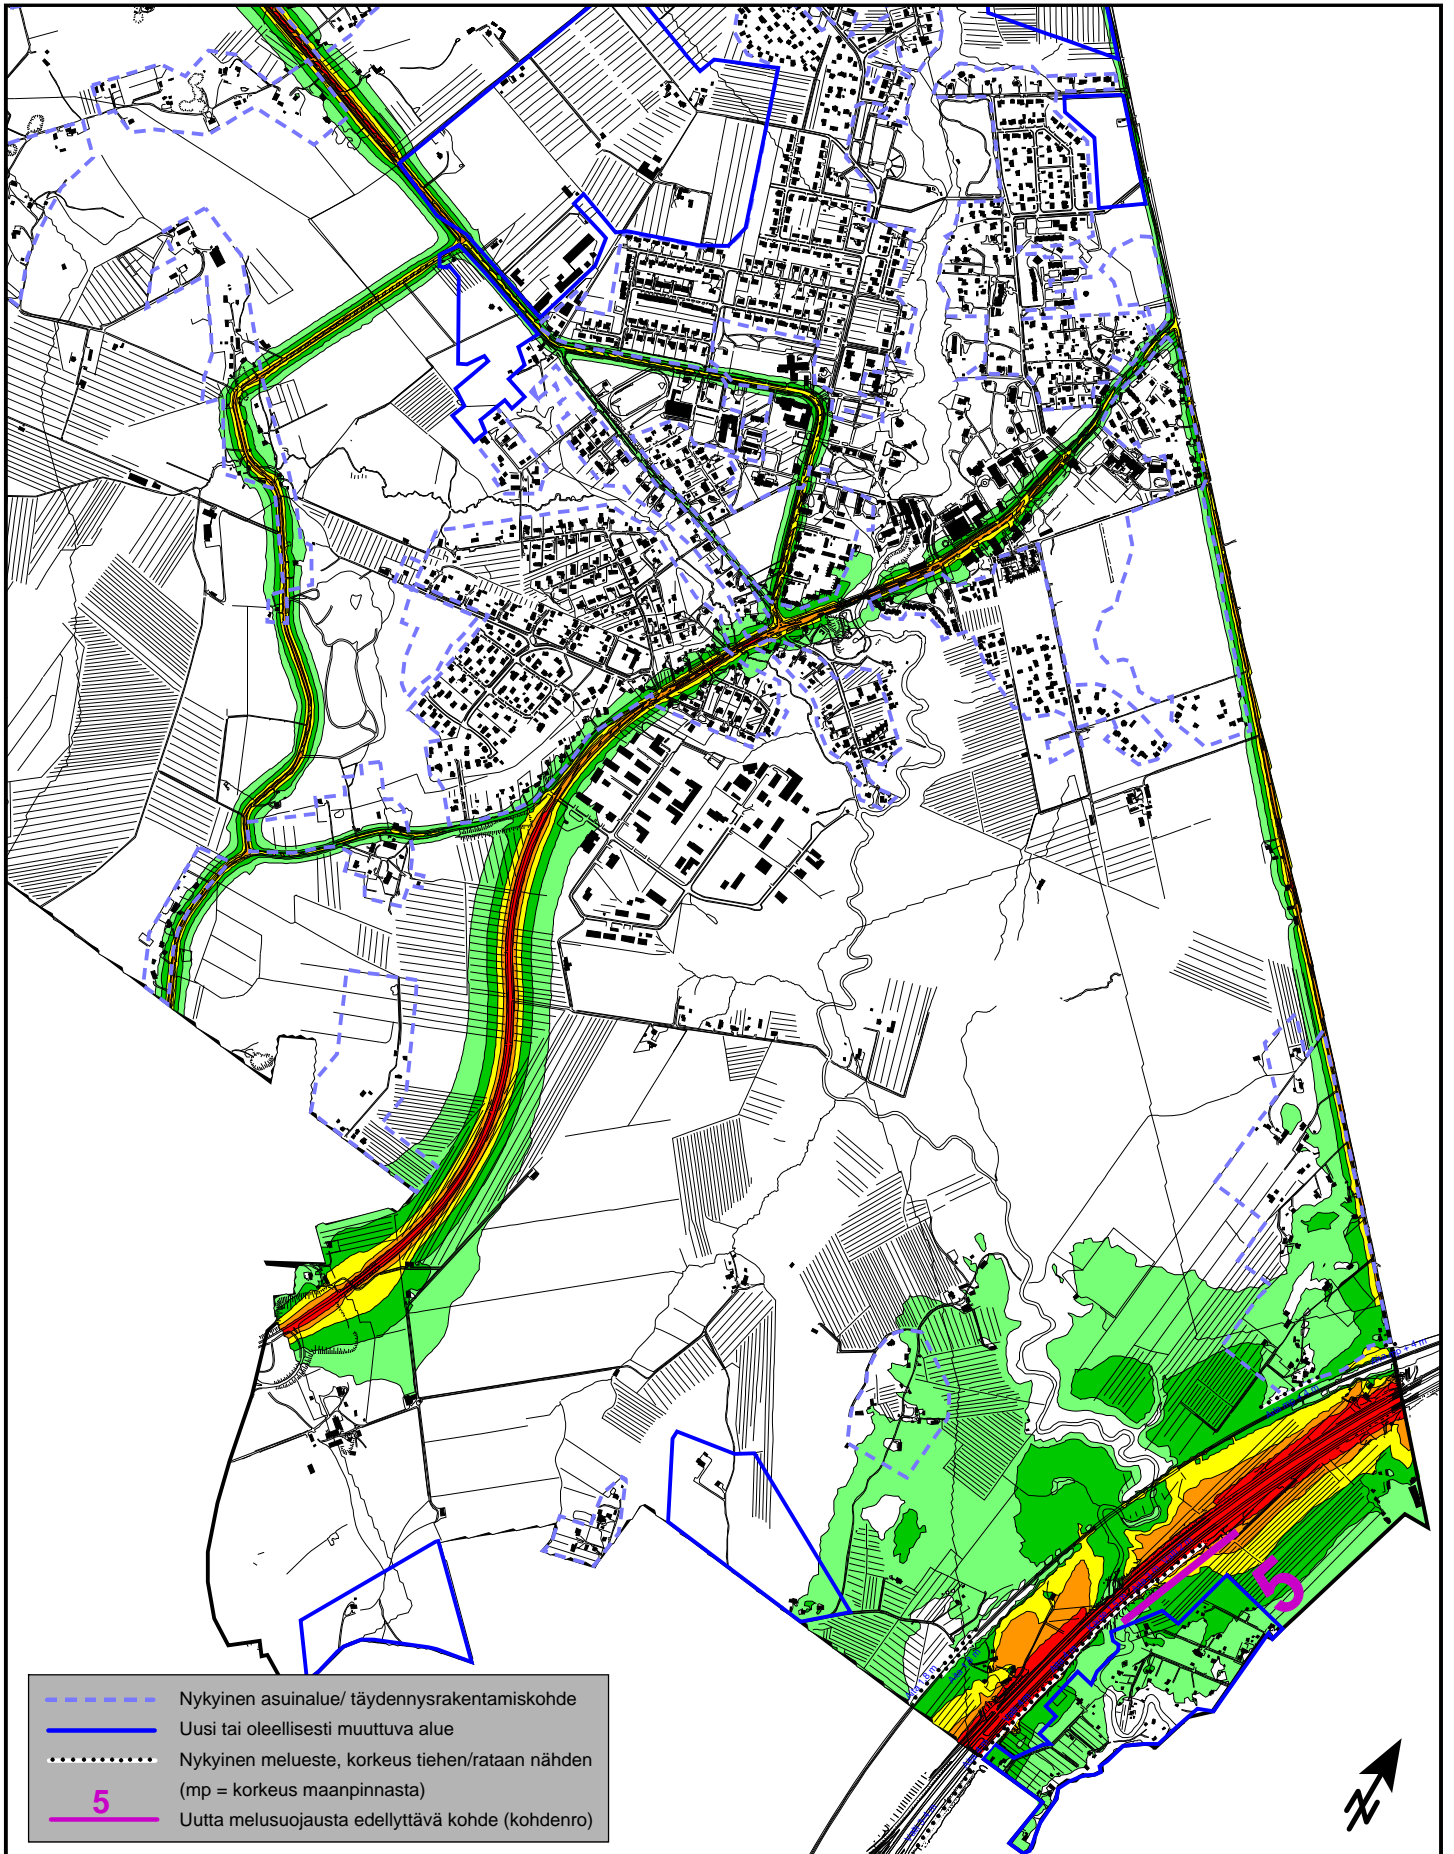 5
Nykyinen asuinalue/ täydennysrakentamiskohde
Uusi tai oleellisesti muuttuva alue
Nykyinen melueste, korkeus tiehen/rataan nähden
(mp = korkeus maanpinnasta)
5
Uutta melusuojausta edellyttävä kohde (kohdenro)
N